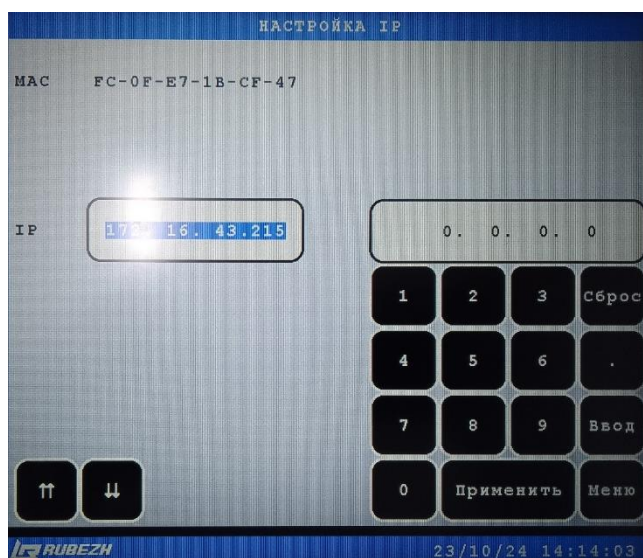 НАСТРОЙКА IP
MAC FC-0F-E7-1B-CF-47
IP 172. 16. 43.215
0. 0. 0. 0
1 2 3 Сброс
4 5 6 .
7 8 9 Ввод
0 Применить Меню
RUBEZH 23/10/24 14:14:03